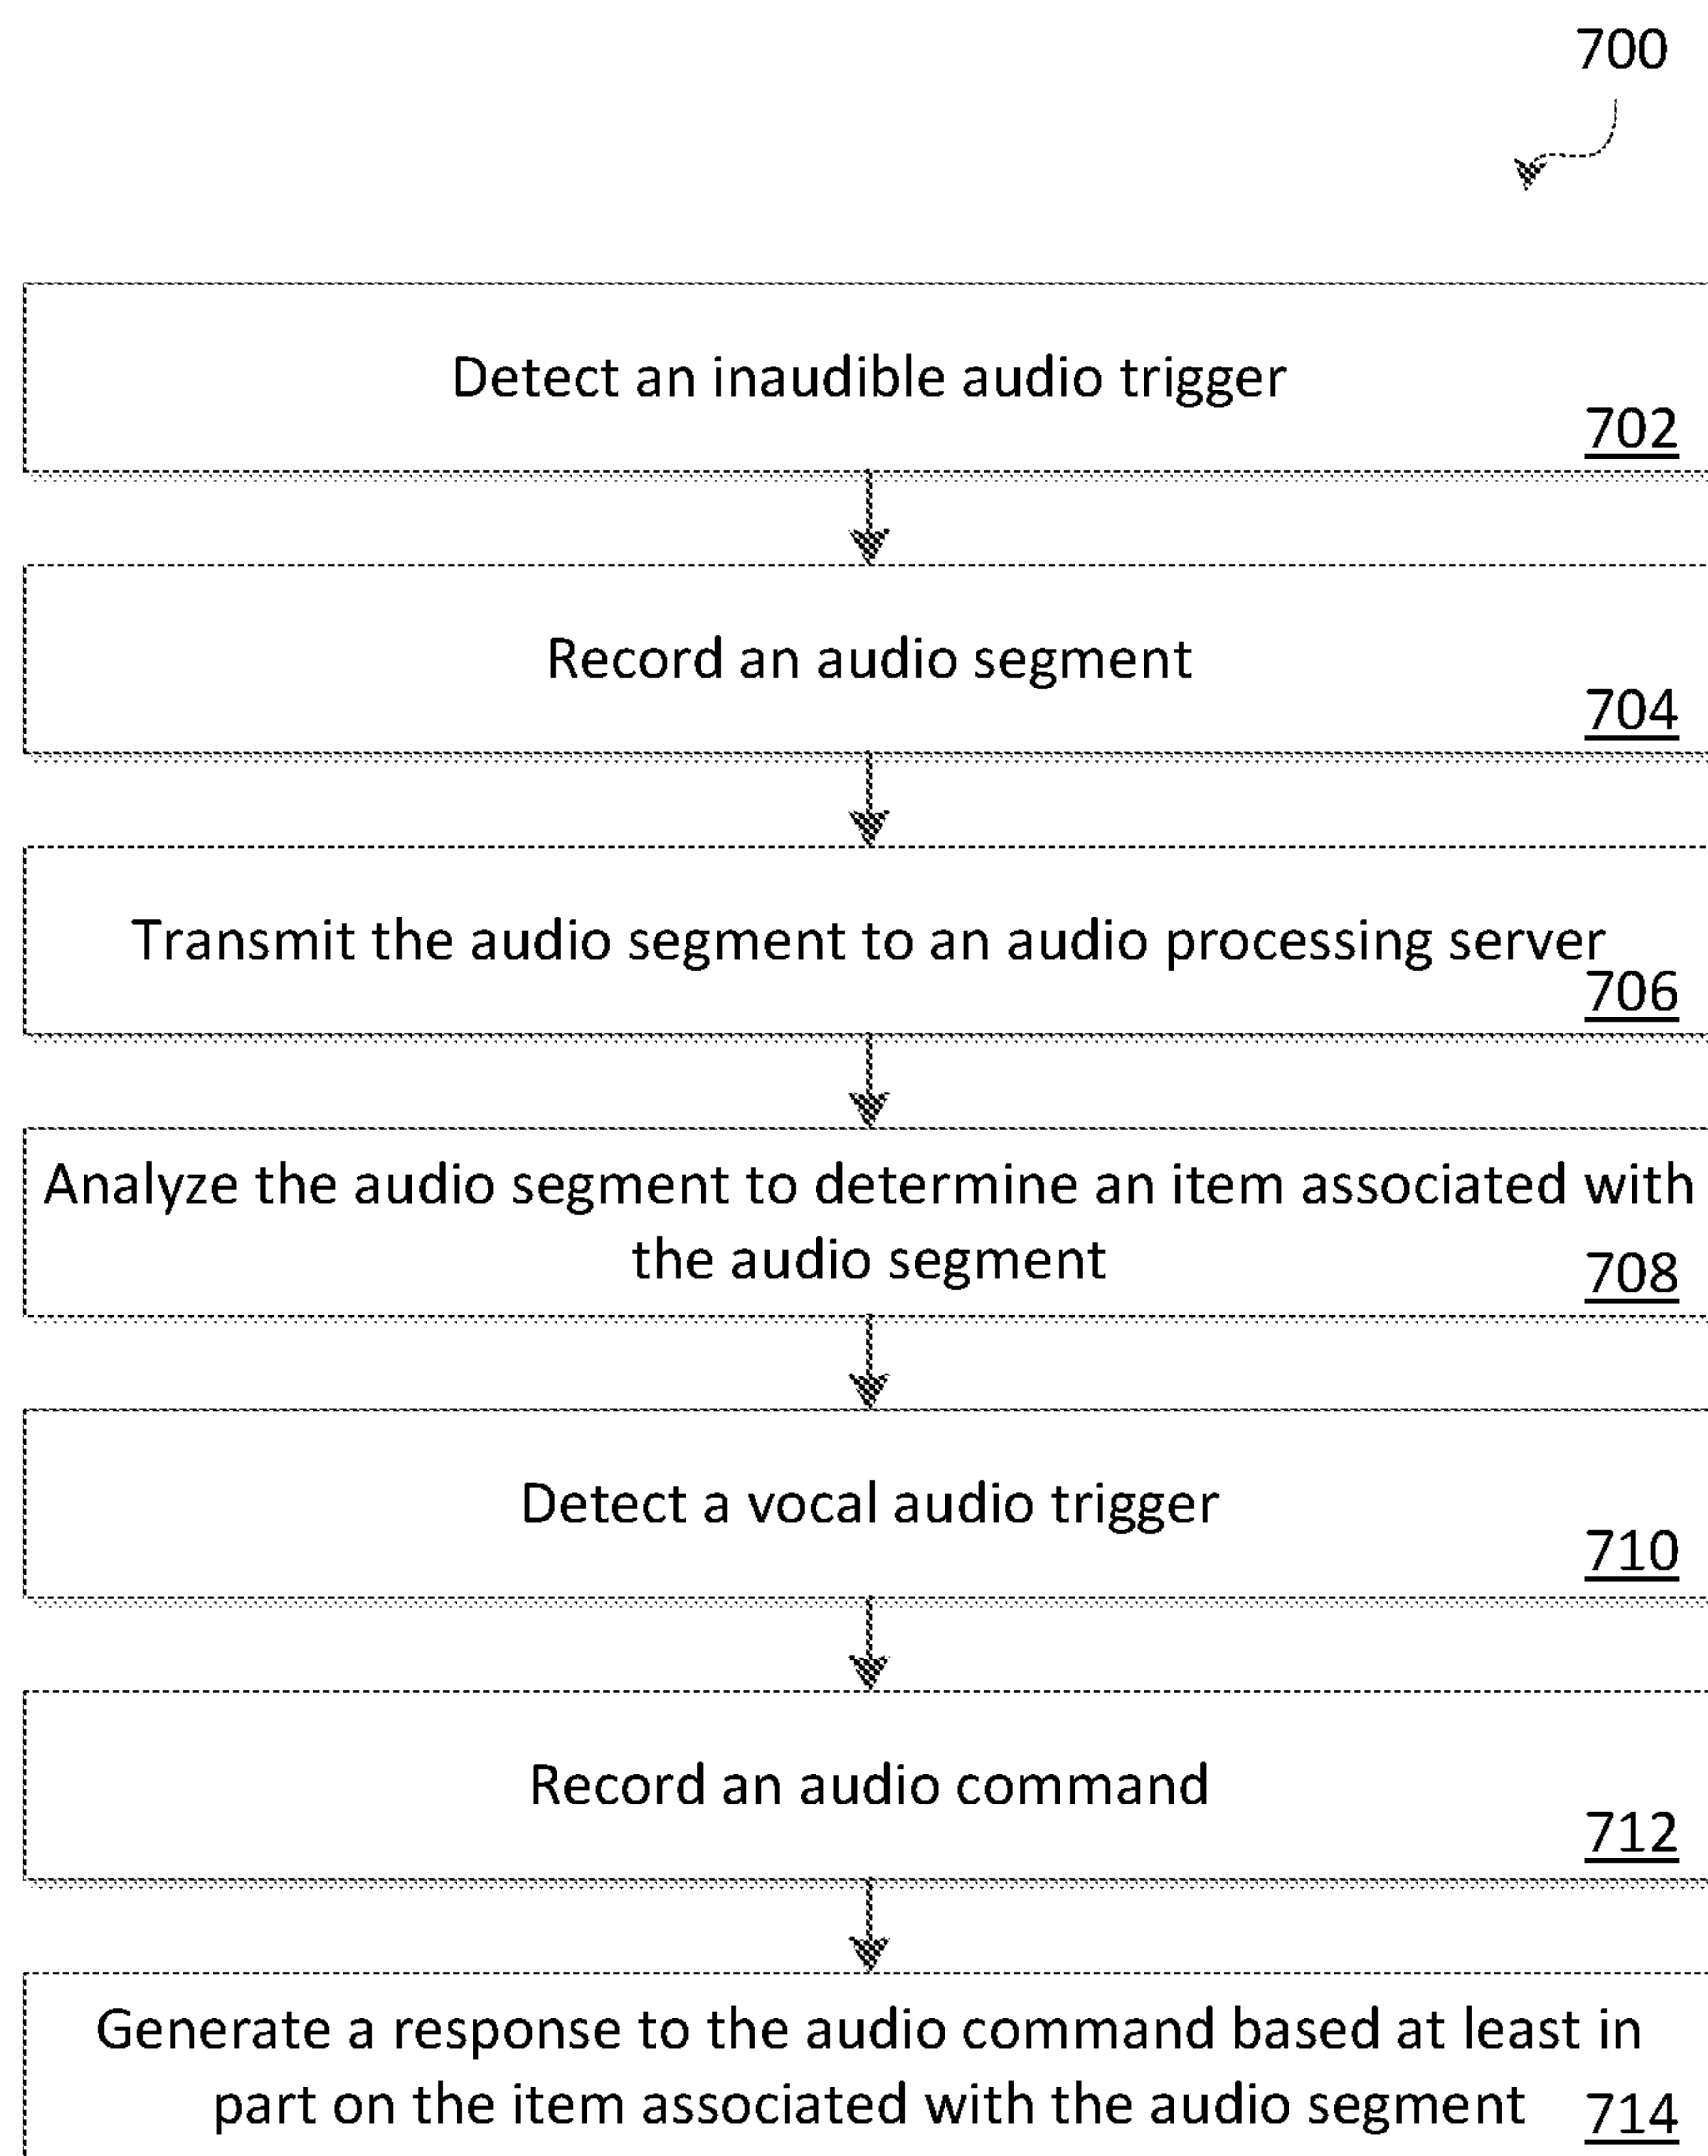 700
Detect an inaudible audio trigger
702
Record an audio segment
704
Transmit the audio segment to an audio processing server
706
Analyze the audio segment to determine an item associated with
the audio segment
708
Detect a vocal audio trigger
710
Record an audio command
712
Generate a response to the audio command based at least in
part on the item associated with the audio segment
714